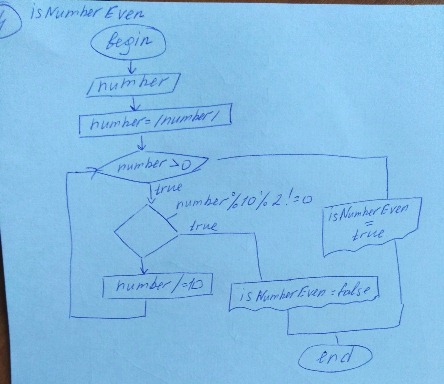 isNumberEven
begin
/number/
number=/number/
number>0
true
number%10%2!=0
true
isNumberEven
=
true
number/=10
isNumberEven=false
end